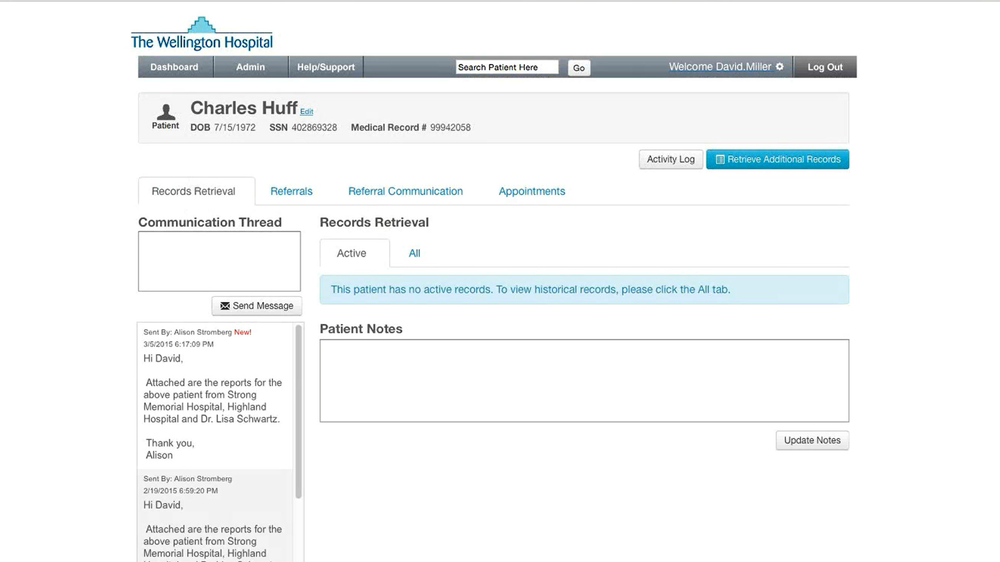 The Wellington Hospital
Dashboard Admin Help/Support Search Patient Here Go Welcome David.Miller Log Out
Charles Huff Edit
Patient
DOB 7/15/1972 SSN 402869328 Medical Record # 99942058
Activity Log Retrieve Additional Records
Records Retrieval Referrals Referral Communication Appointments
Communication Thread
Send Message
Sent By: Alison Stromberg New!
3/5/2015 6:17:09 PM
Hi David,
Attached are the reports for the
above patient from Strong
Memorial Hospital, Highland
Hospital and Dr. Lisa Schwartz.
Thank you,
Alison
Sent By: Alison Stromberg
2/19/2015 6:59:20 PM
Hi David,
Attached are the reports for the
above patient from Strong
Memorial Hospital, Highland
Records Retrieval
Active All
This patient has no active records. To view historical records, please click the All tab.
Patient Notes
Update Notes